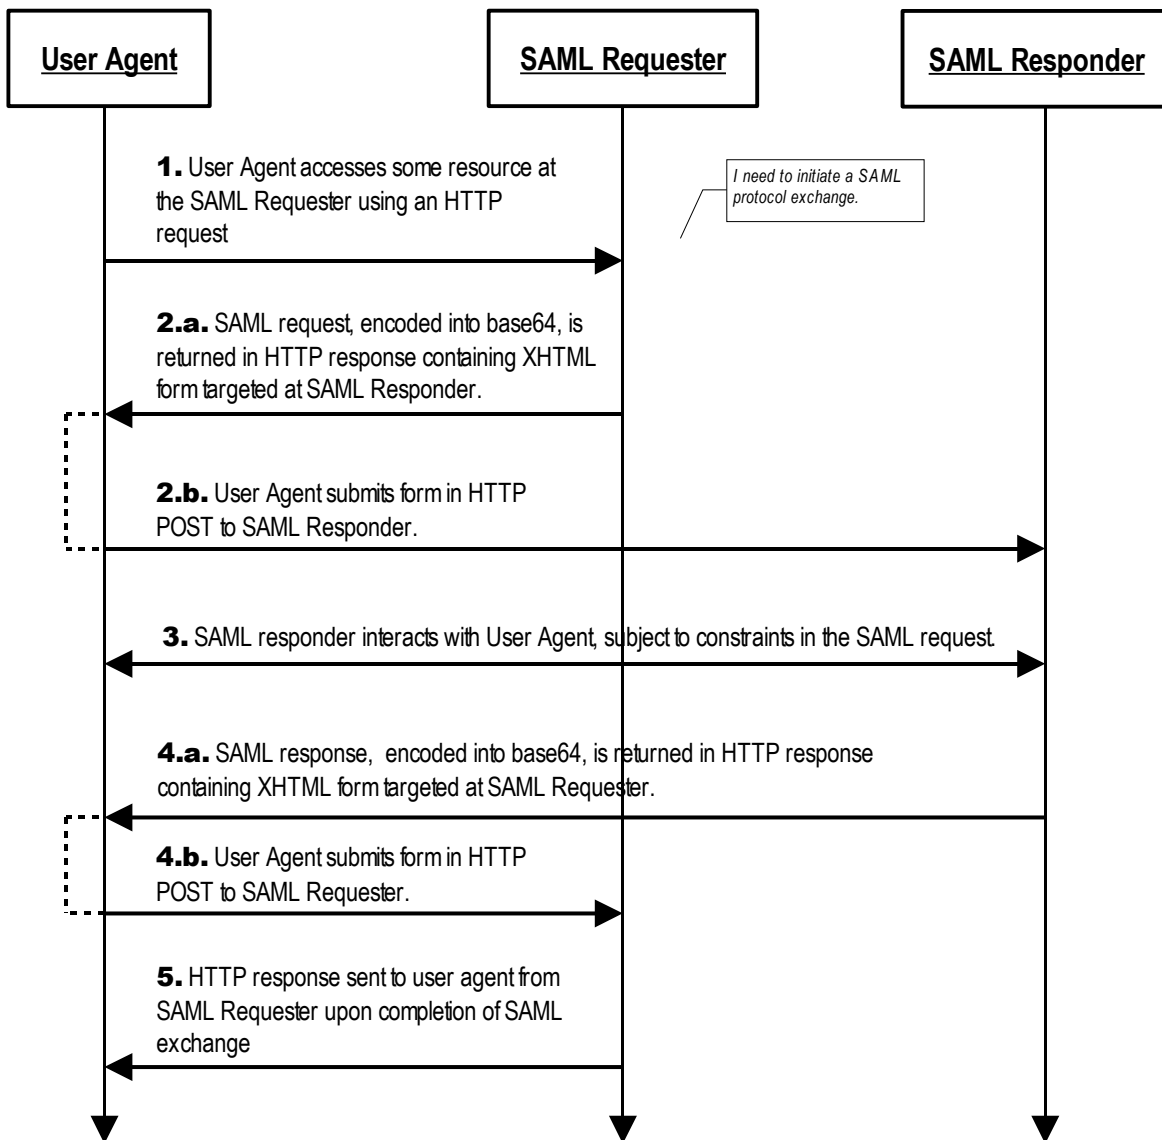 User Agent
SAML Requester
SAML Responder
1. User Agent accesses some resource at
the SAML Requester using an HTTP
request
I need to initiate a SAML
protocol exchange.
2.a. SAML request, encoded into base64, is
returned in HTTP response containing XHTML
form targeted at SAML Responder.
2.b. User Agent submits form in HTTP
POST to SAML Responder.
3. SAML responder interacts with User Agent, subject to constraints in the SAML request.
4.a. SAML response, encoded into base64, is returned in HTTP response
containing XHTML form targeted at SAML Requester.
4.b. User Agent submits form in HTTP
POST to SAML Requester.
5. HTTP response sent to user agent from
SAML Requester upon completion of SAML
exchange